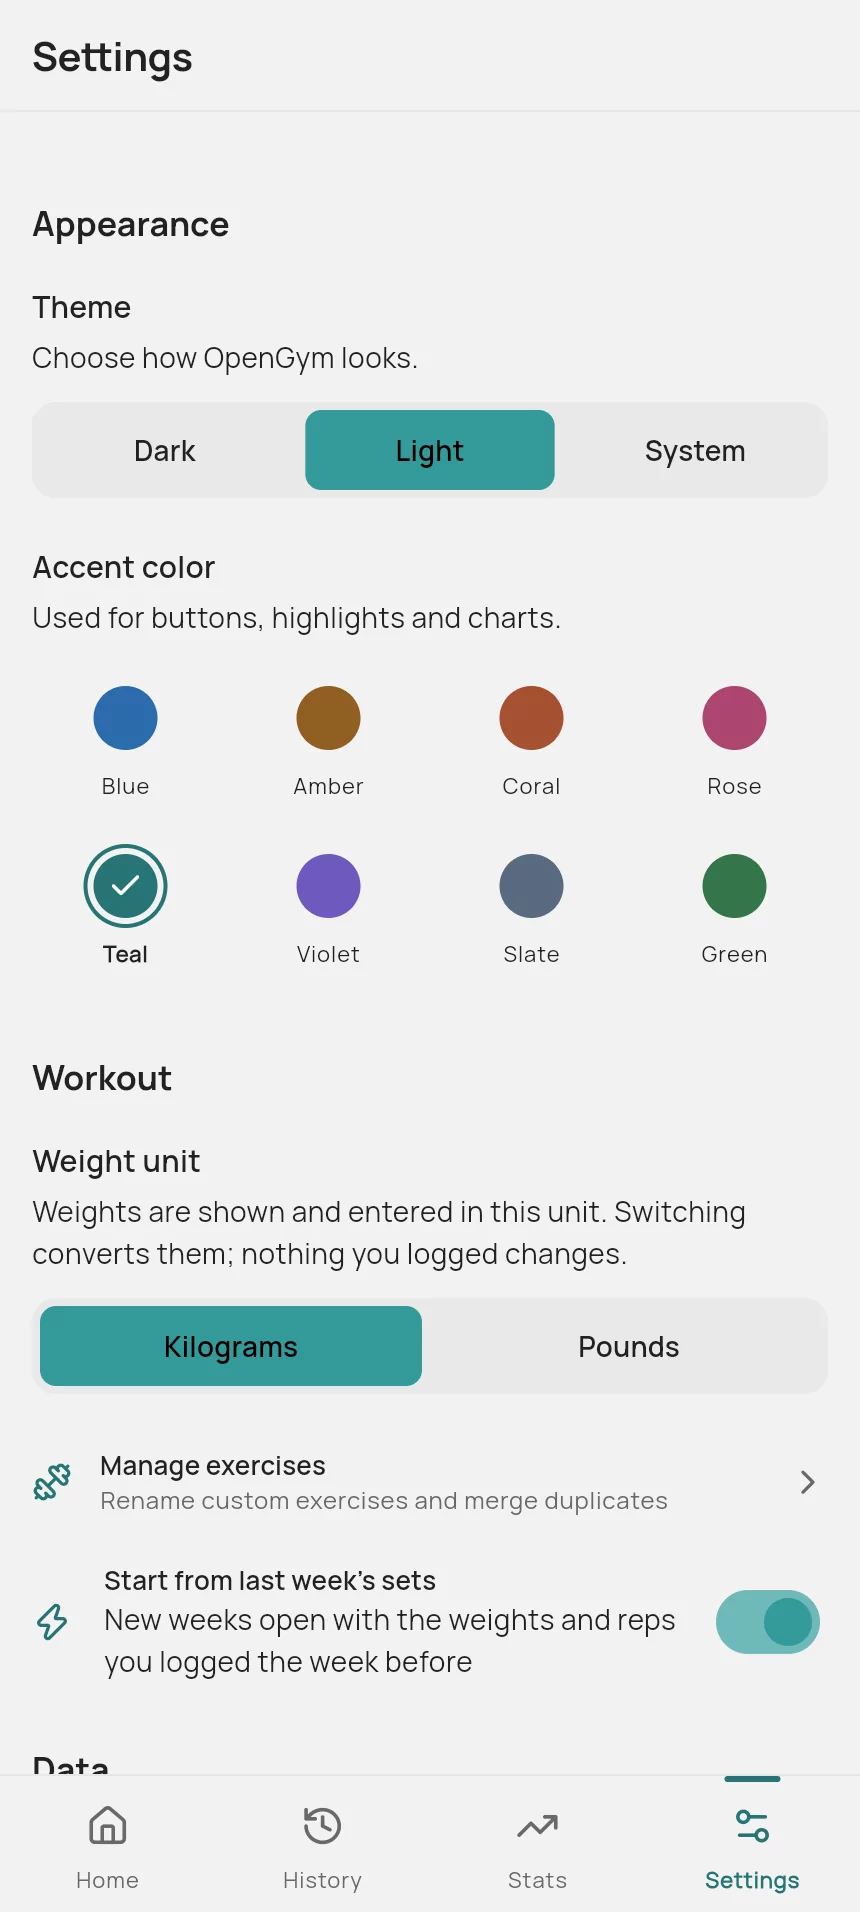 Settings
Appearance
Theme
Choose how OpenGym looks.
Dark
Light
System
Accent color
Used for buttons, highlights and charts.
Blue
Amber
Coral
Rose
Teal
Violet
Slate
Green
Workout
Weight unit
Weights are shown and entered in this unit. Switching
converts them; nothing you logged changes.
Kilograms
Pounds
Manage exercises
Rename custom exercises and merge duplicates
Start from last week's sets
New weeks open with the weights and reps
you logged the week before
Data
Home
History
Stats
Settings